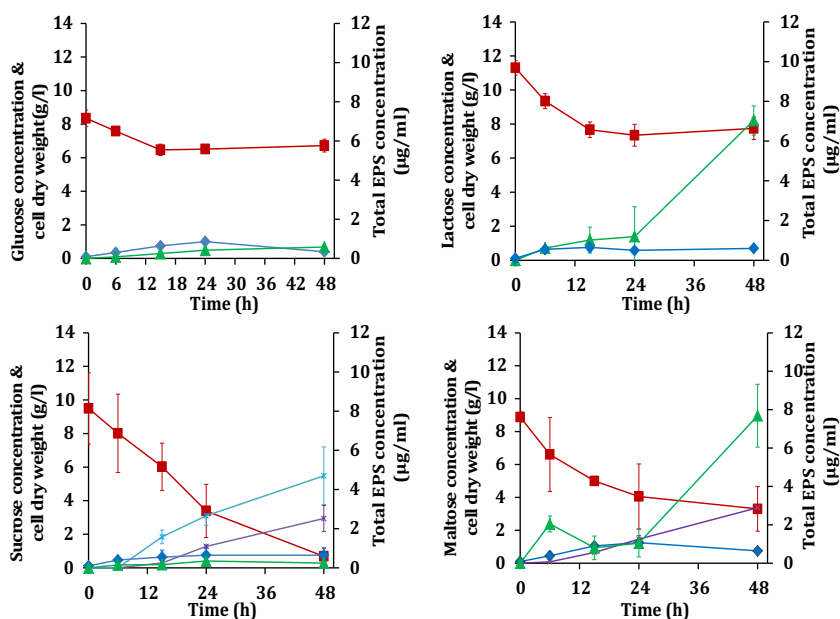 Glucose concentration &
cell dry weight(g/l)
14
12
10
8
6
4
2
0
0 6 12 18 24 30 36 42 48
Time (h)
12
10
8
6
4
2
0
Total EPS concentration
(µg/ml)
Lactose concentration &
cell dry weight (g/l)
14
12
10
8
6
4
2
0
0 12 24 36 48
Time (h)
12
10
8
6
4
2
0
Total EPS concentration
(µg/ml)
Sucrose concentration &
cell dry weight (g/l)
14
12
10
8
6
4
2
0
0 12 24 36 48
Time (h)
12
10
8
6
4
2
0
Total EPS concentration
(µg/ml)
Maltose concentration &
cell dry weight (g/l)
14
12
10
8
6
4
2
0
0 12 24 36 48
Time (h)
12
10
8
6
4
2
0
Total EPS concentration
(µg/ml)